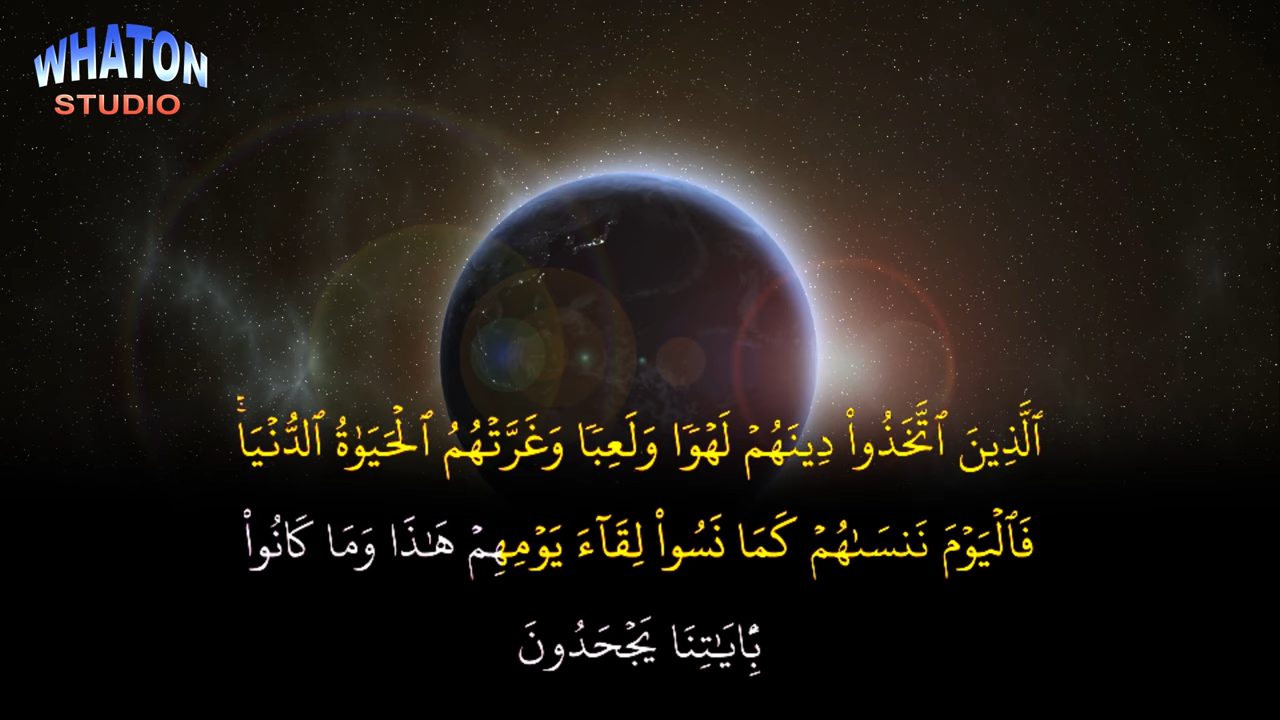 WHATON
STUDIO
ٱلَّذِينَ ٱتَّخَذُوا۟ دِينَهُمْ لَهْوًا وَلَعِبًا وَغَرَّتْهُمُ ٱلْحَيَوٰةُ ٱلدُّنْيَا ۚ
فَٱلْيَوْمَ نَنسَىٰهُمْ كَمَا نَسُوا۟ لِقَآءَ يَوْمِهِمْ هَـٰذَا وَمَا كَانُوا۟
بِـَٔايَـٰتِنَا يَجْحَدُونَ